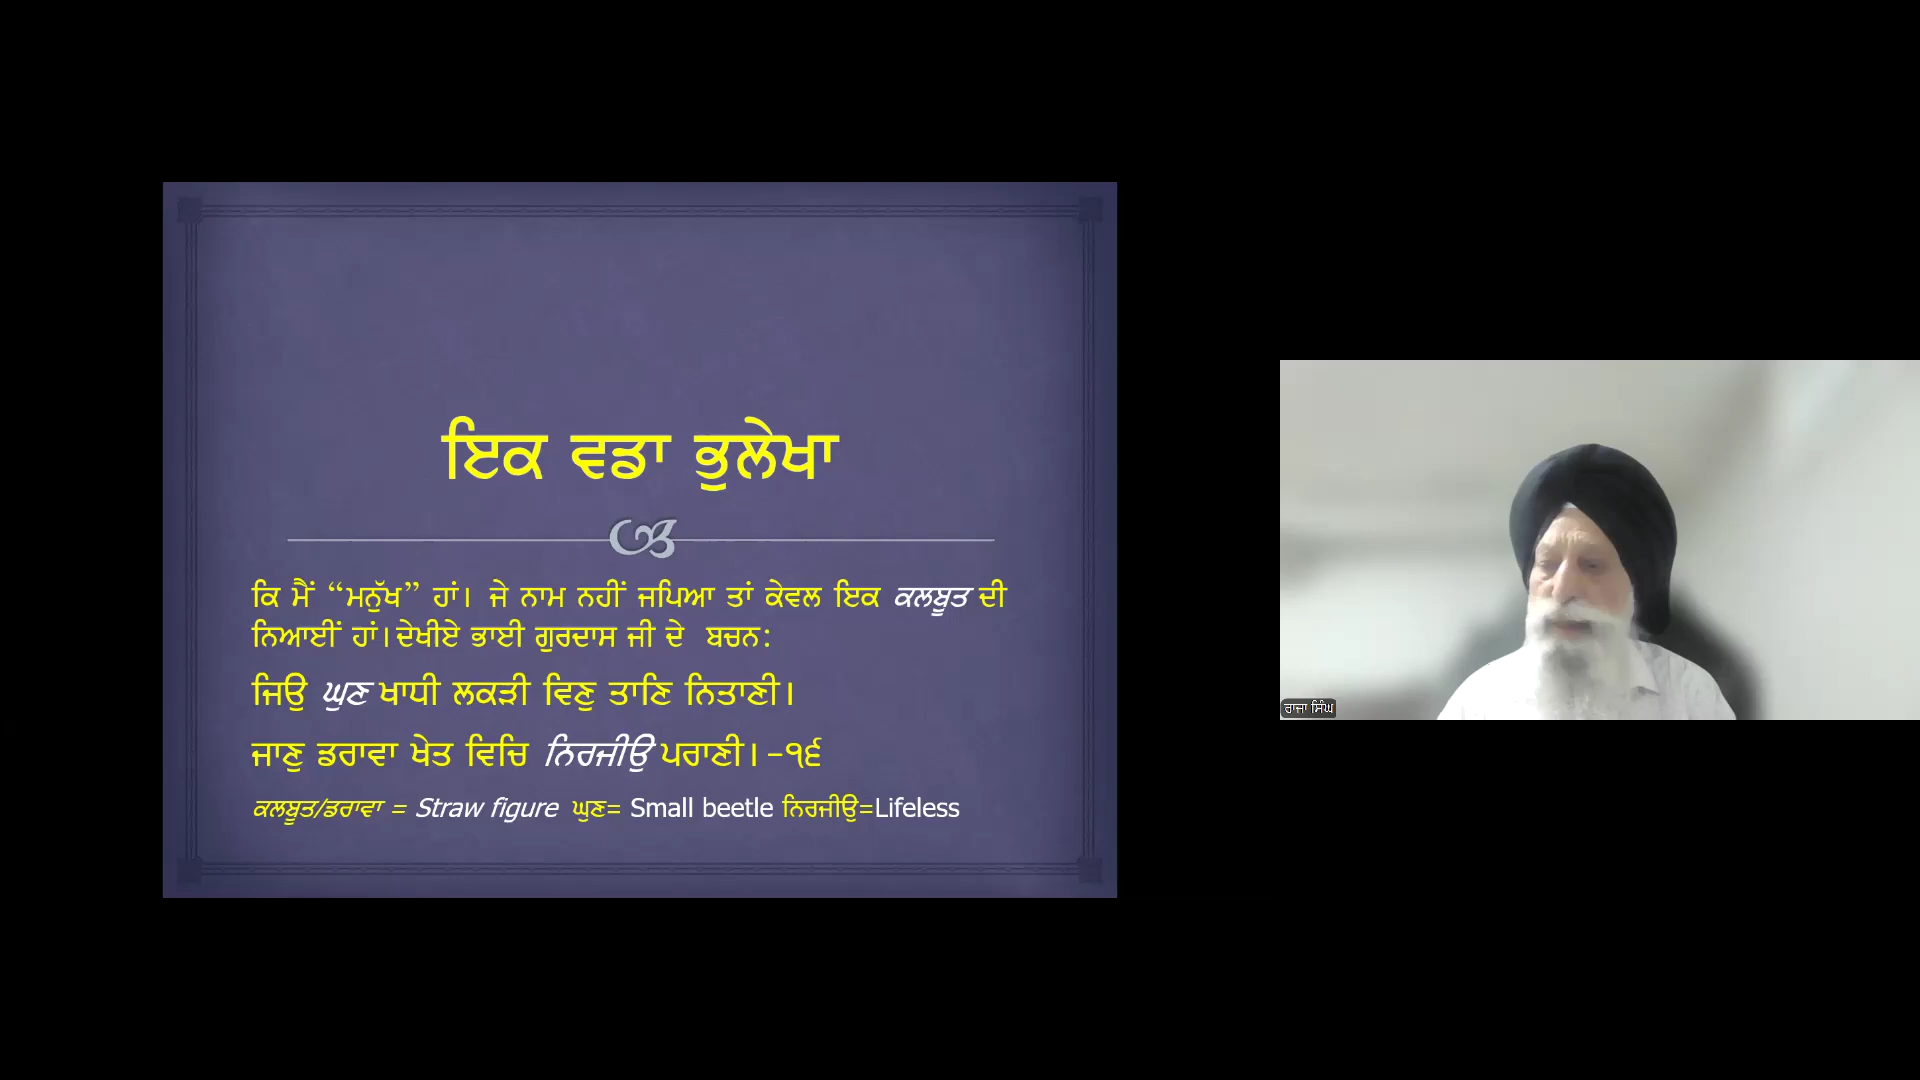 ਇਕ ਵਡਾ ਭੁਲੇਖਾ
ਕਿ ਮੈਂ “ਮਨੁੱਖ” ਹਾਂ। ਜੇ ਨਾਮ ਨਹੀਂ ਜਪਿਆ ਤਾਂ ਕੇਵਲ ਇਕ ਕਲਬੂਤ ਦੀ
ਨਿਆਈਂ ਹਾਂ। ਦੇਖੀਏ ਭਾਈ ਗੁਰਦਾਸ ਜੀ ਦੇ ਬਚਨ:
ਜਿਉ ਘੁਣ ਖਾਧੀ ਲਕੜੀ ਵਿਣੁ ਤਾਣਿ ਨਿਤਾਣੀ।
ਜਾਣੁ ਡਰਾਵਾ ਖੇਤ ਵਿਚਿ ਨਿਰਜੀਉ ਪਰਾਣੀ। -੧੬
ਕਲਬੂਤ/ਡਰਾਵਾ = Straw figure ਘੁਣ= Small beetle ਨਿਰਜੀਉ=Lifeless
ਰਾਜਾ ਸਿੰਘ